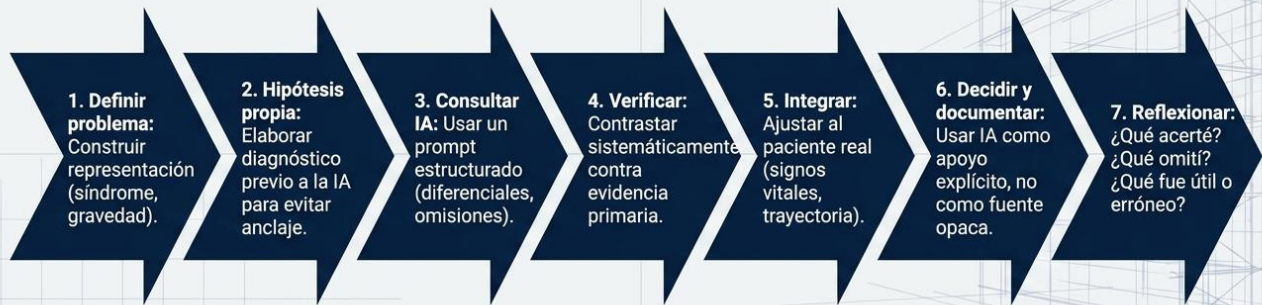 1. Definir
problema:
Construir
representación
(síndrome,
gravedad).
2. Hipótesis
propia:
Elaborar
diagnóstico
previo a la IA
para evitar
anclaje.
3. Consultar
IA: Usar un
prompt
estructurado
(diferenciales,
omisiones).
4. Verificar:
Contrastar
sistemáticamente
contra
evidencia
primaria.
5. Integrar:
Ajustar al
paciente real
(signos
vitales,
trayectoria).
6. Decidir y
documentar:
Usar IA como
apoyo
explícito, no
como fuente
opaca.
7. Reflexionar:
¿Qué acerté?
¿Qué omití?
¿Qué fue útil o
erróneo?